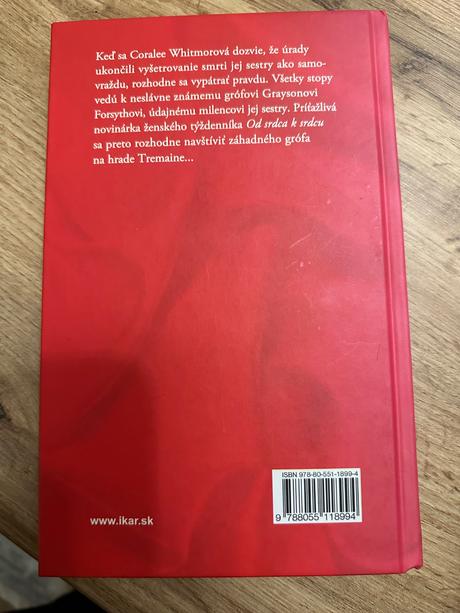 Keď sa Coralee Whitmorová dozvie, že úrady
ukončili vyšetrovanie smrti jej sestry ako samo-
vraždu, rozhodne sa vypátrať pravdu. Všetky stopy
vedú k neslávne známemu grófovi Graysonovi
Forsythovi, údajnému milencovi jej sestry. Príťažlivá
novinárka ženského týždenníka Od srdca k srdcu
sa preto rozhodne navštíviť záhadného grófa
na hrade Tremaine...
ISBN 978-80-551-1899-4
9 788055 118994
www.ikar.sk